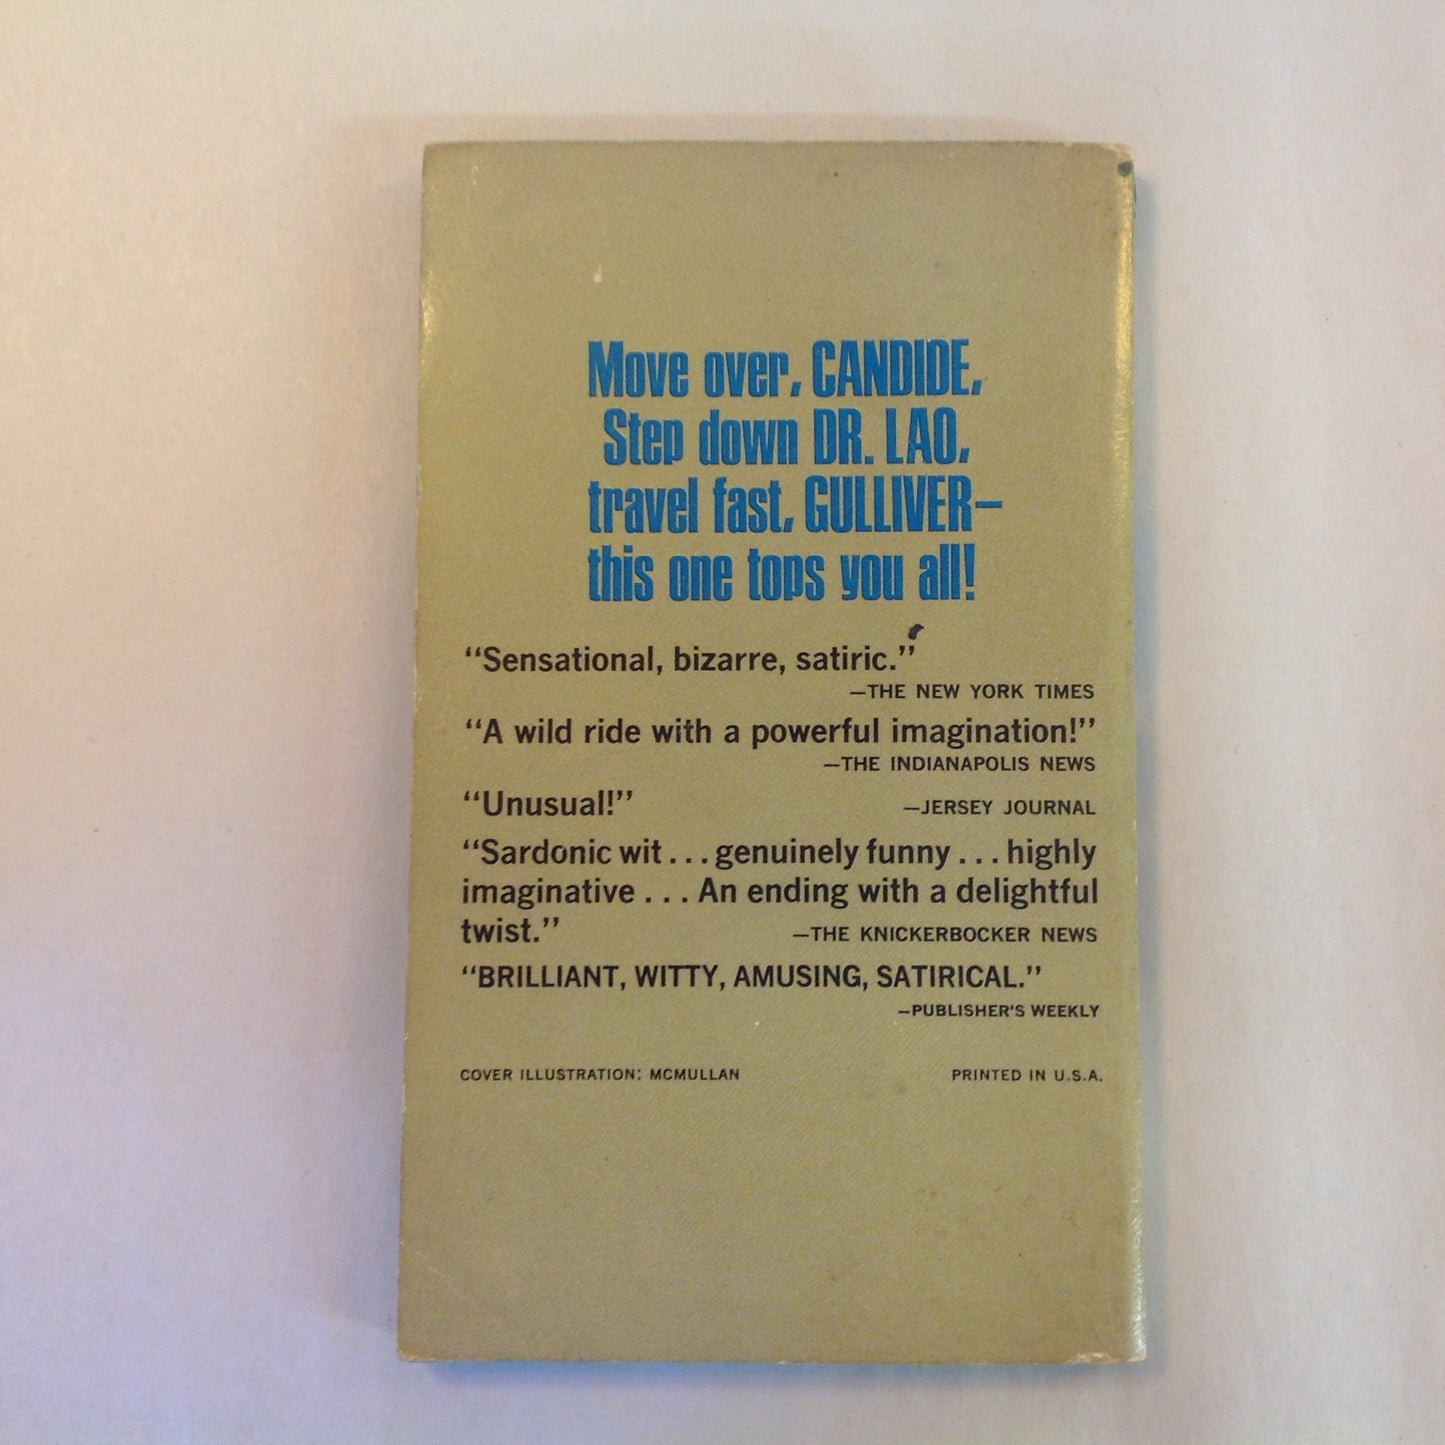 Move over, CANDIDE,
Step down DR. LAO,
travel fast, GULLIVER—
this one tops you all!
“Sensational, bizarre, satiric.”
—THE NEW YORK TIMES
“A wild ride with a powerful imagination!”
—THE INDIANAPOLIS NEWS
“Unusual!” —JERSEY JOURNAL
“Sardonic wit . . . genuinely funny . . . highly
imaginative . . . An ending with a delightful
twist.” —THE KNICKERBOCKER NEWS
“BRILLIANT, WITTY, AMUSING, SATIRICAL.”
—PUBLISHER’S WEEKLY
COVER ILLUSTRATION: MCMULLAN PRINTED IN U.S.A.